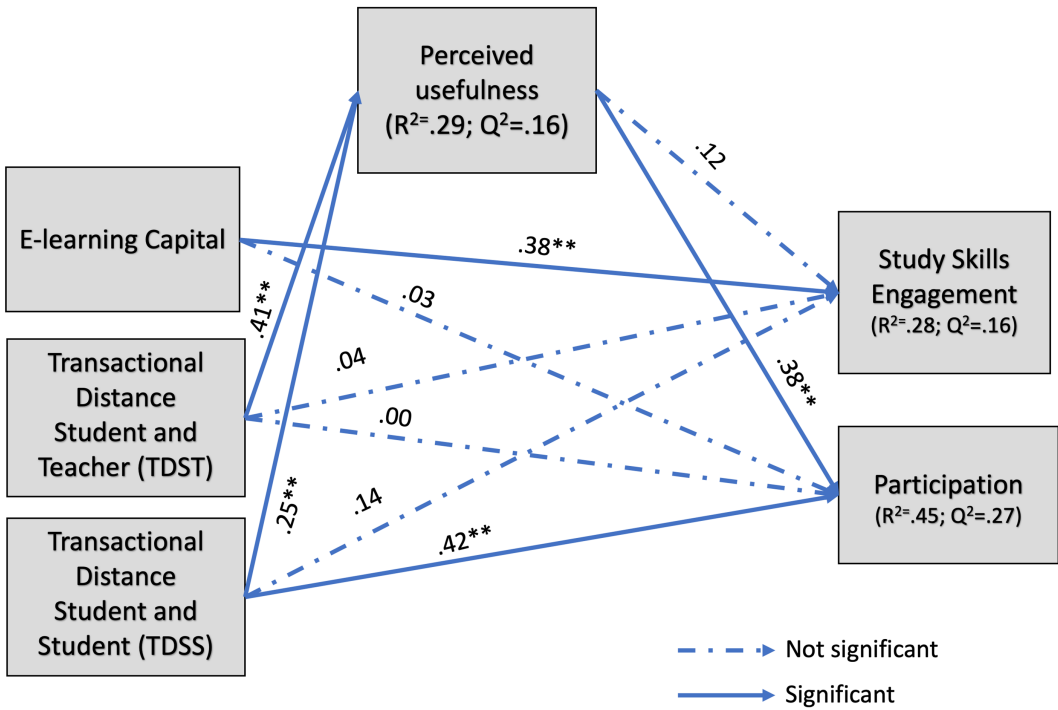 Perceived
usefulness
(R²⁼.29; Q²=.16)
E-learning Capital
Transactional
Distance
Student and
Teacher (TDST)
Transactional
Distance
Student and
Student (TDSS)
.41**
.25**
.38**
.03
.04
.00
.14
.42**
.12
.38**
Study Skills
Engagement
(R²⁼.28; Q²=.16)
Participation
(R²⁼.45; Q²=.27)
Not significant
Significant